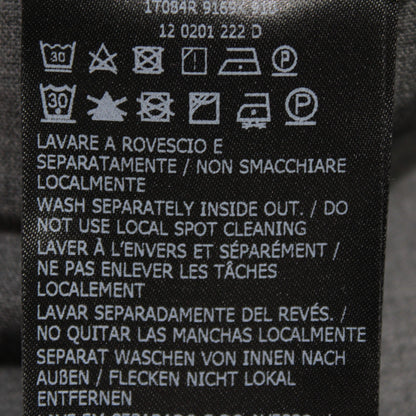 1T084R
12 0201 222 D
30 P
30 P
LAVARE A ROVESCIO E
SEPARATAMENTE / NON SMACCHIARE
LOCALMENTE
WASH SEPARATELY INSIDE OUT. / DO
NOT USE LOCAL SPOT CLEANING
LAVER À L'ENVERS ET SÉPARÉMENT /
NE PAS ENLEVER LES TÂCHES
LOCALEMENT
LAVAR SEPARADAMENTE DEL REVÉS. /
NO QUITAR LAS MANCHAS LOCALMENTE
SEPARAT WASCHEN VON INNEN NACH
AUßEN / FLECKEN NICHT LOKAL
ENTFERNEN